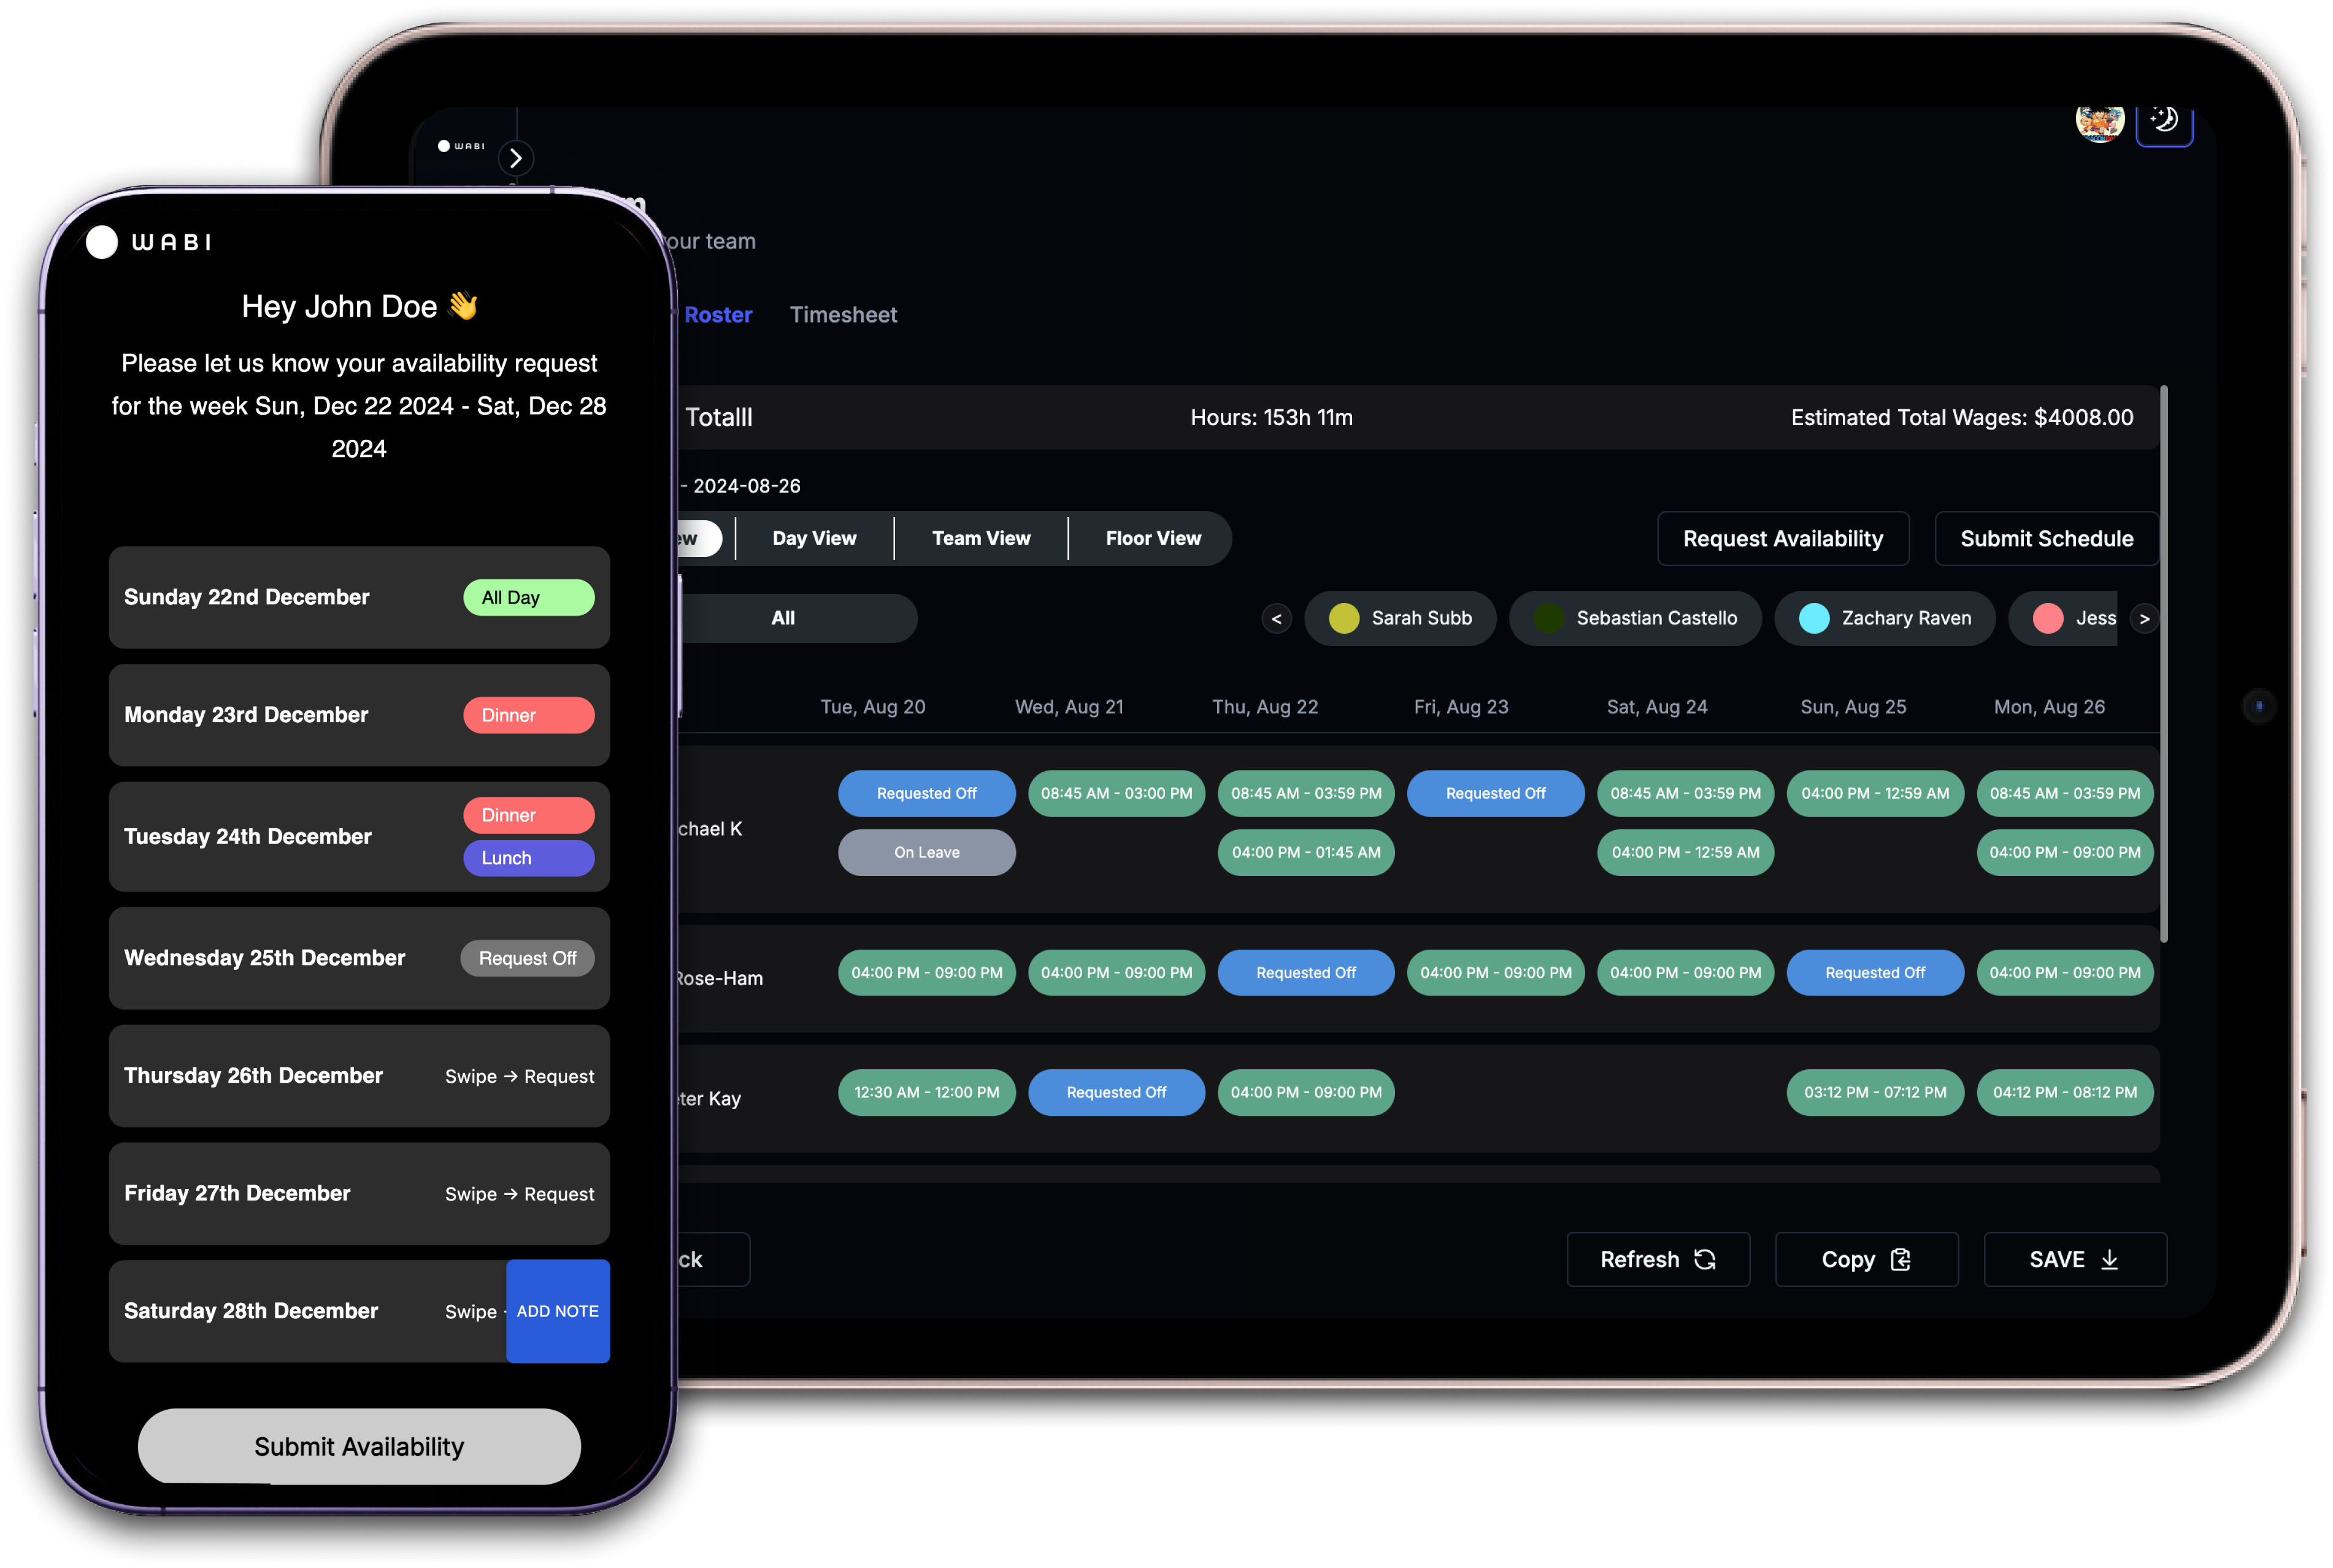 WABI
Hey John Doe 👋
Please let us know your availability request
for the week Sun, Dec 22 2024 - Sat, Dec 28
2024
Sunday 22nd December
All Day
Monday 23rd December
Dinner
Tuesday 24th December
Dinner
Lunch
Wednesday 25th December
Request Off
Thursday 26th December
Swipe → Request
Friday 27th December
Swipe → Request
Saturday 28th December
Swipe
ADD NOTE
Submit Availability
WABI
our team
Roster Timesheet
Totalll Hours: 153h 11m Estimated Total Wages: $4008.00
- 2024-08-26
ew Day View Team View Floor View Request Availability Submit Schedule
All < Sarah Subb Sebastian Castello Zachary Raven Jess >
Tue, Aug 20 Wed, Aug 21 Thu, Aug 22 Fri, Aug 23 Sat, Aug 24 Sun, Aug 25 Mon, Aug 26
Requested Off 08:45 AM - 03:00 PM 08:45 AM - 03:59 PM Requested Off 08:45 AM - 03:59 PM 04:00 PM - 12:59 AM 08:45 AM - 03:59 PM
chael K
On Leave 04:00 PM - 01:45 AM 04:00 PM - 12:59 AM 04:00 PM - 09:00 PM
Rose-Ham 04:00 PM - 09:00 PM 04:00 PM - 09:00 PM Requested Off 04:00 PM - 09:00 PM 04:00 PM - 09:00 PM Requested Off 04:00 PM - 09:00 PM
ter Kay 12:30 AM - 12:00 PM Requested Off 04:00 PM - 09:00 PM 03:12 PM - 07:12 PM 04:12 PM - 08:12 PM
ck Refresh Copy SAVE